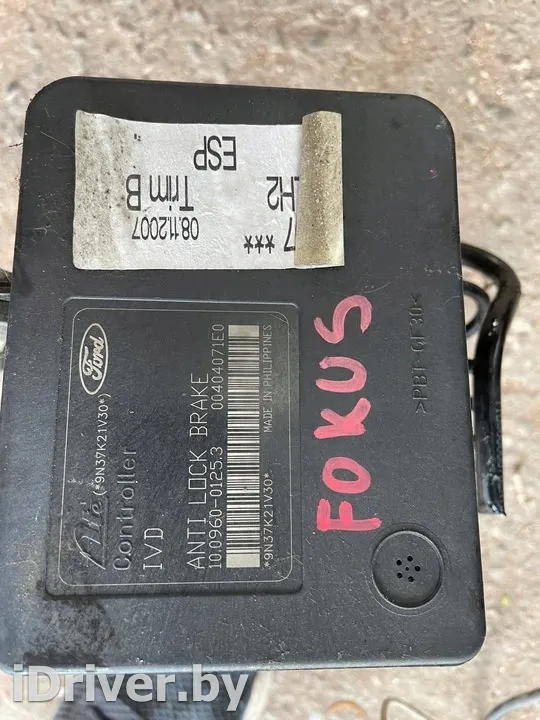 7 ***
H2
Trim B
08.11.2007
ESP
Ford
Ate (*9N37K21V30*)
Controller
IVD
ANTI LOCK BRAKE
10.0960-0125.3 00404071E0
*9N37K21V30* MADE IN PHILIPPINES
FOKUS
>PBT-GF30<
iDriver.by